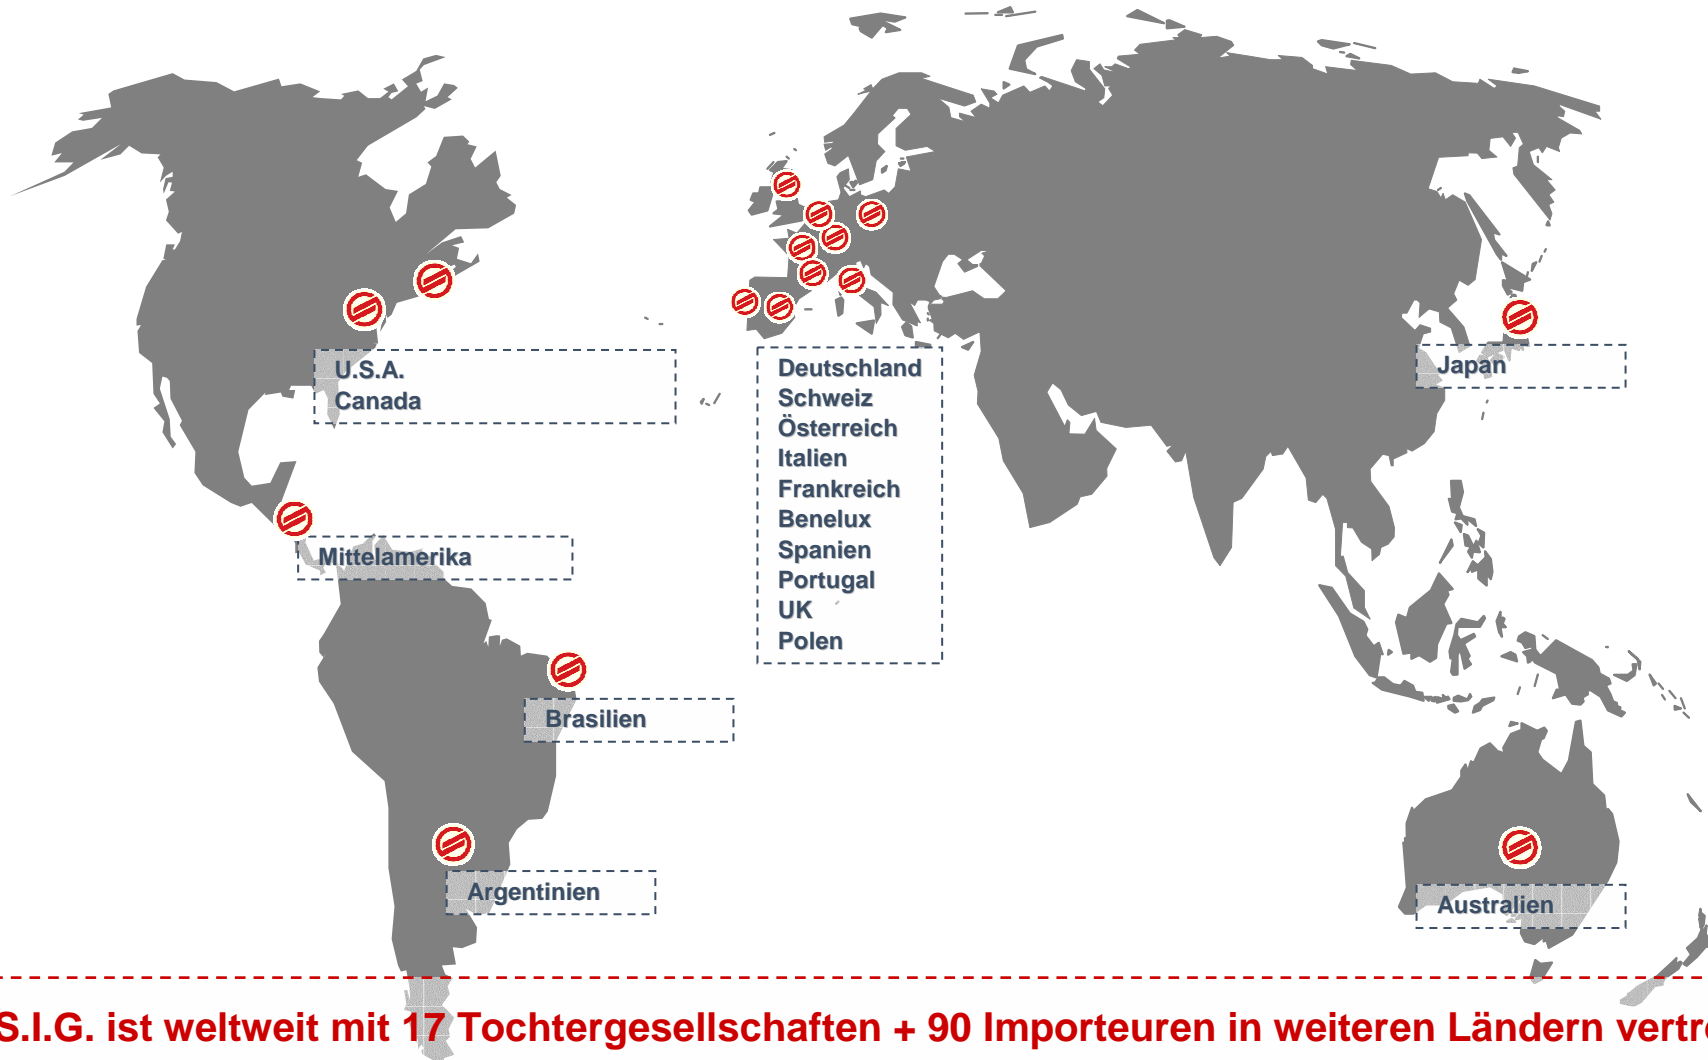 U.S.A.
Canada
Deutschland
Schweiz
Österreich
Italien
Frankreich
Benelux
Spanien
Portugal
UK
Polen
Japan
Mittelamerika
Brasilien
Argentinien
Australien
S.I.G. ist weltweit mit 17 Tochtergesellschaften + 90 Importeuren in weiteren Ländern